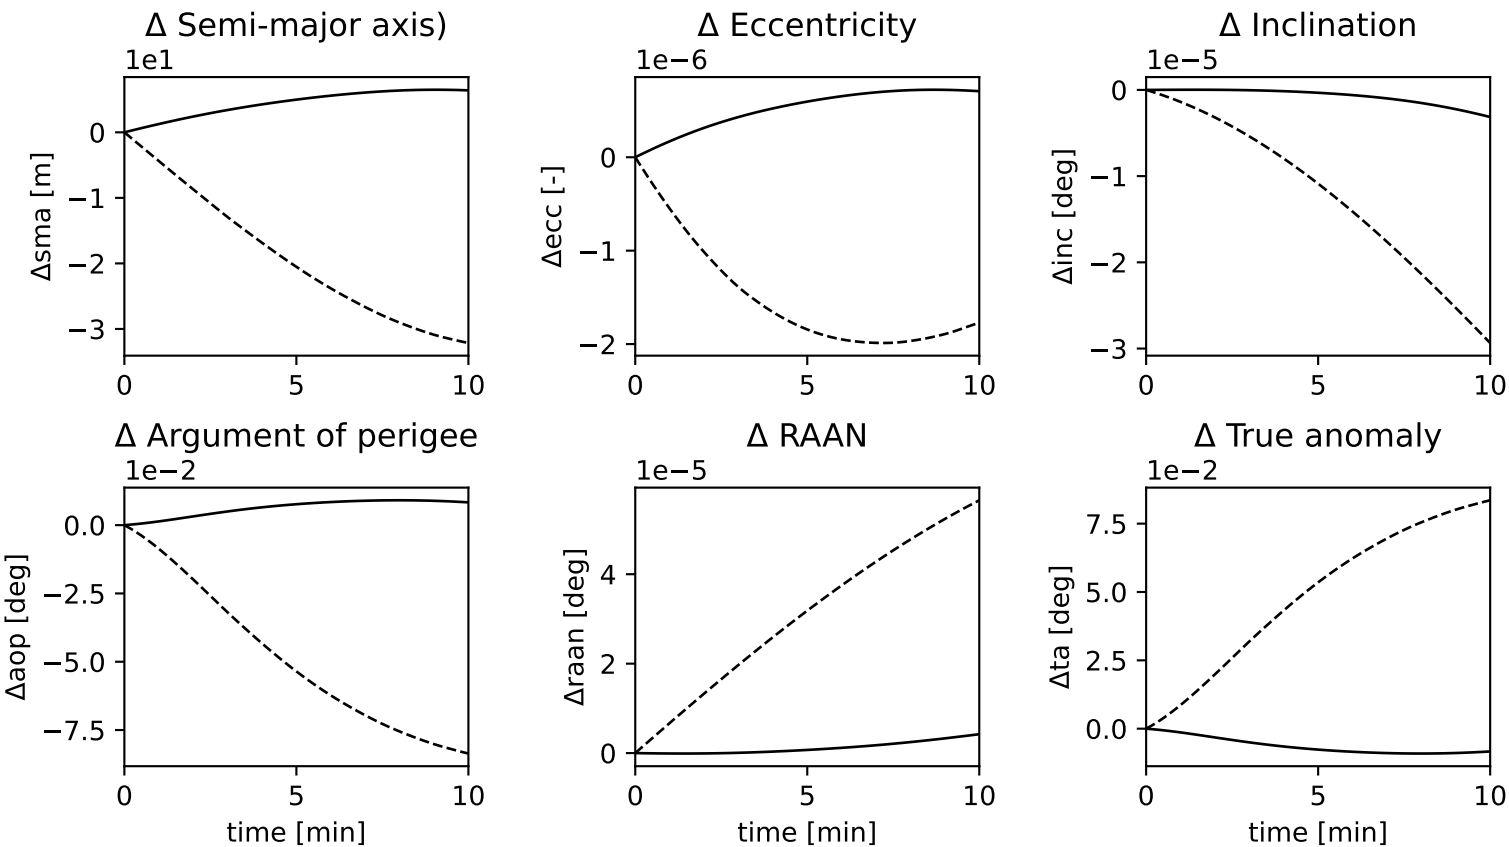 Δ Semi-major axis)
1e1
0
−1
−2
−3
Δsma [m]
0 5 10
Δ Eccentricity
1e−6
0
−1
−2
Δecc [-]
0 5 10
Δ Inclination
1e−5
0
−1
−2
−3
Δinc [deg]
0 5 10
Δ Argument of perigee
1e−2
0.0
−2.5
−5.0
−7.5
Δaop [deg]
0 5 10
time [min]
Δ RAAN
1e−5
4
2
0
Δraan [deg]
0 5 10
time [min]
Δ True anomaly
1e−2
7.5
5.0
2.5
0.0
Δta [deg]
0 5 10
time [min]